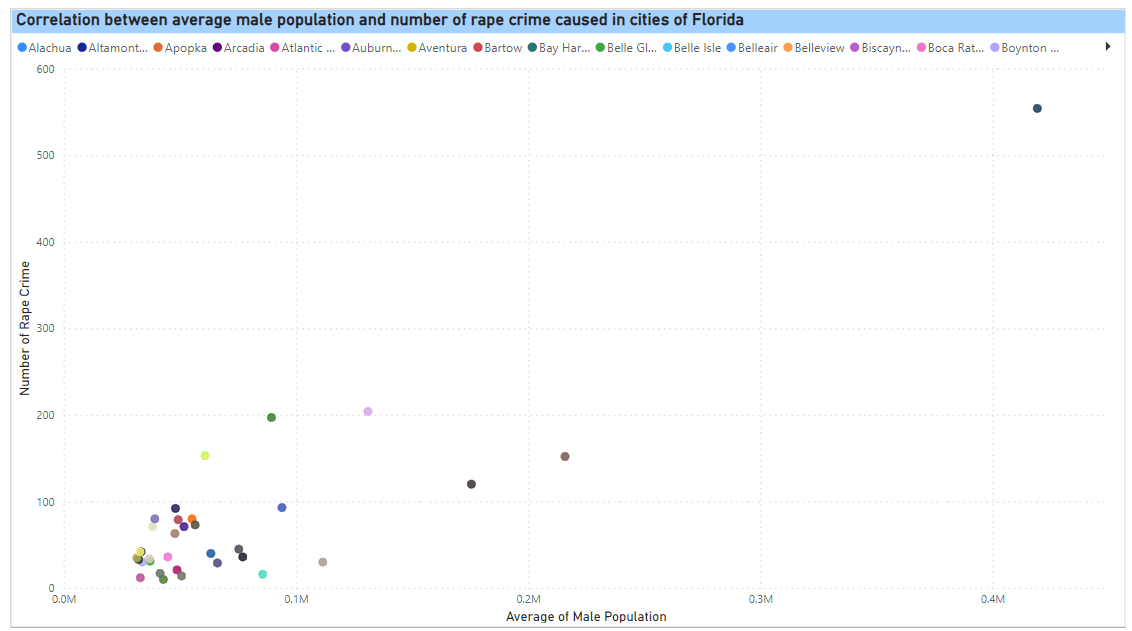 Correlation between average male population and number of rape crime caused in cities of Florida
Alachua Altamont... Apopka Arcadia Atlantic ... Auburn... Aventura Bartow Bay Har... Belle Gl... Belle Isle Belleair Belleview Biscayn... Boca Rat... Boynton ...
600
500
400
300
200
100
0
Number of Rape Crime
0.0M 0.1M 0.2M 0.3M 0.4M
Average of Male Population